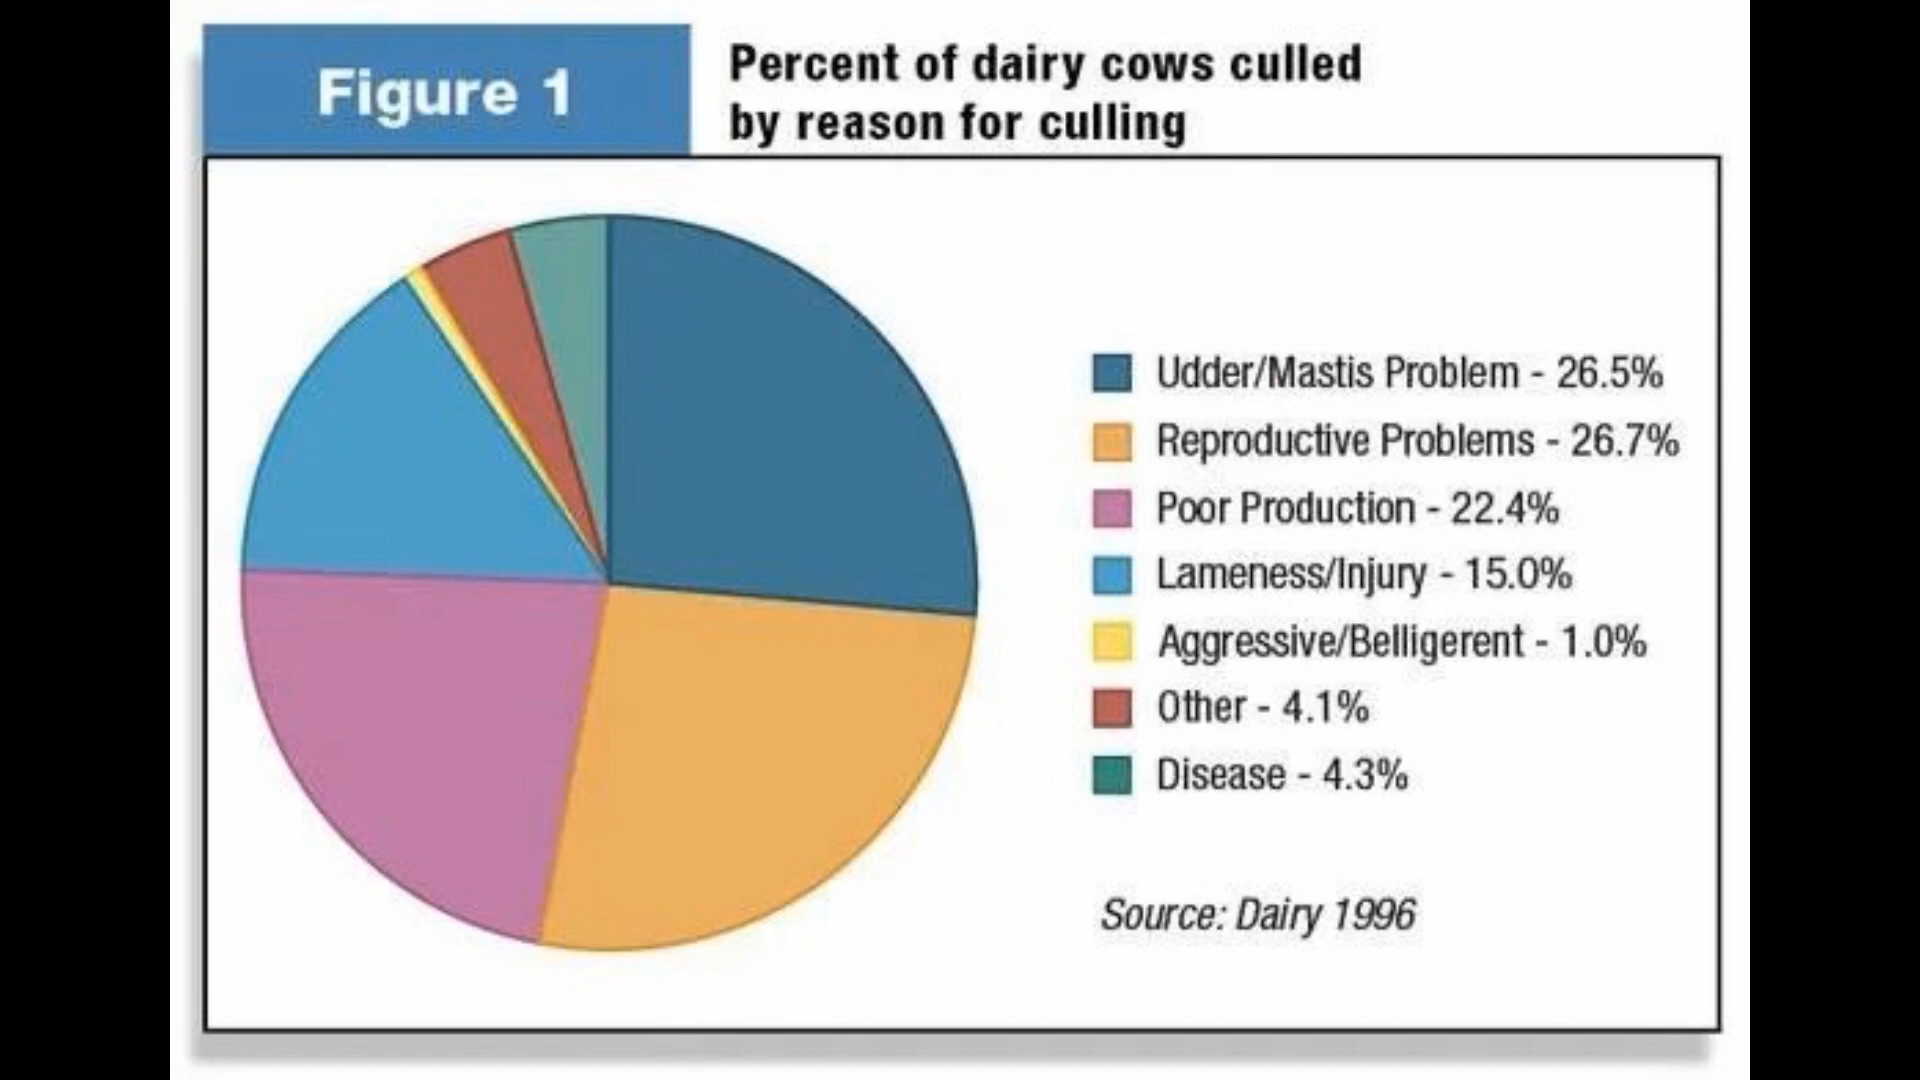 Figure 1
Percent of dairy cows culled
by reason for culling
Udder/Mastis Problem - 26.5%
Reproductive Problems - 26.7%
Poor Production - 22.4%
Lameness/Injury - 15.0%
Aggressive/Belligerent - 1.0%
Other - 4.1%
Disease - 4.3%
Source: Dairy 1996